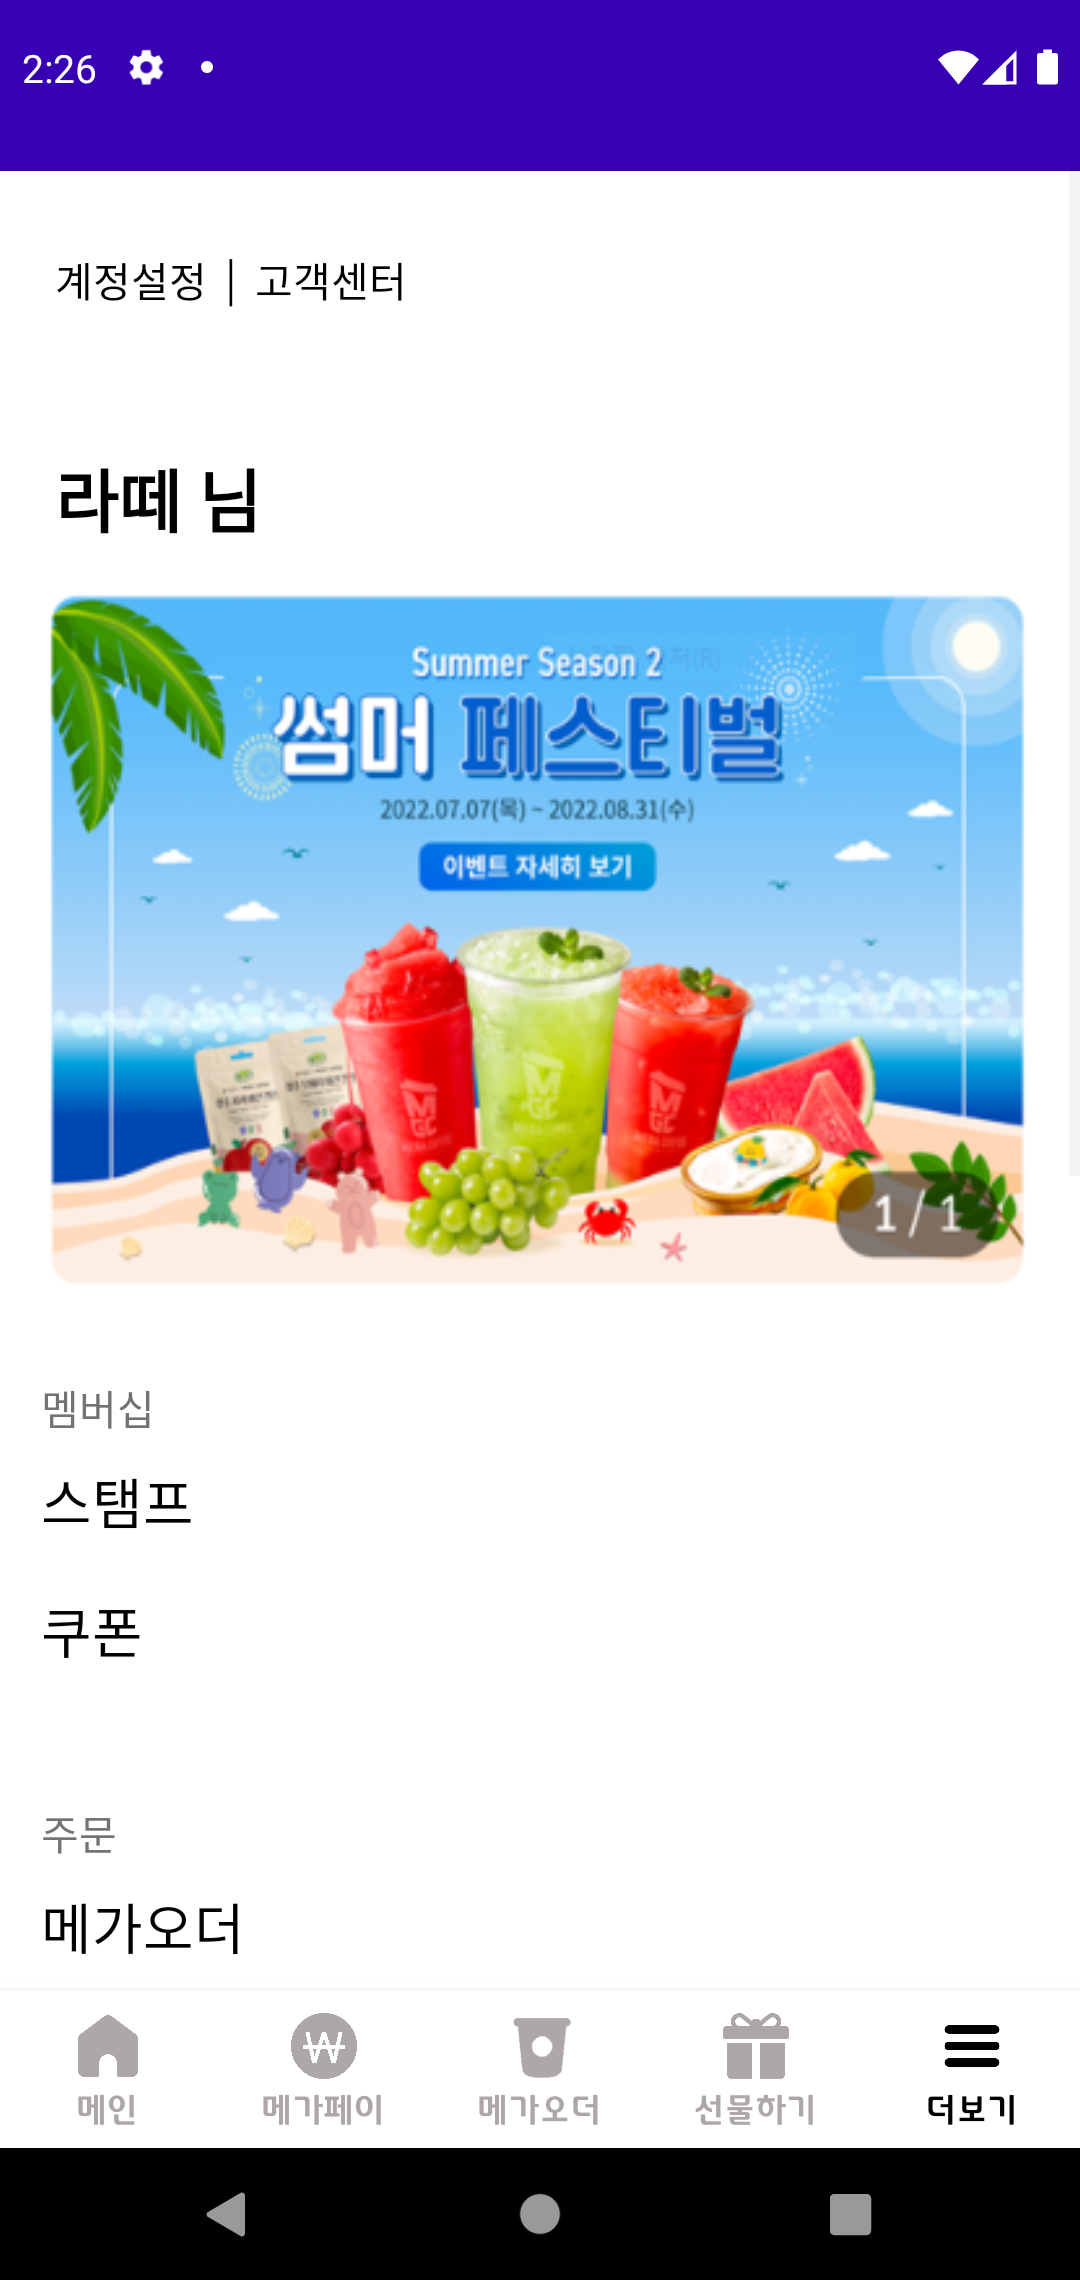 2:26
계정설정 | 고객센터
라떼 님
Summer Season 2
썸머 페스티벌
2022.07.07(목) ~ 2022.08.31(수)
이벤트 자세히 보기
MGC
MGC
MGC
1 / 1
멤버십
스탬프
쿠폰
주문
메가오더
메인 메가페이 메가오더 선물하기 더보기